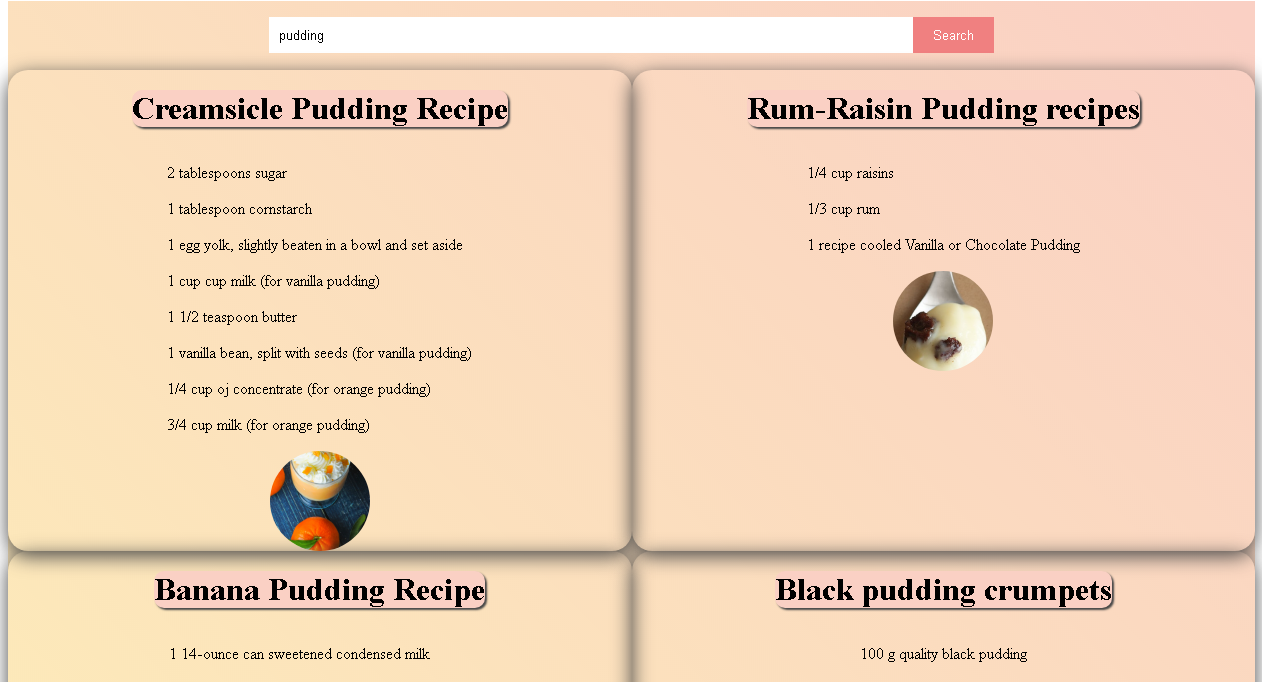 pudding
Search
Creamsicle Pudding Recipe
2 tablespoons sugar
1 tablespoon cornstarch
1 egg yolk, slightly beaten in a bowl and set aside
1 cup cup milk (for vanilla pudding)
1 1/2 teaspoon butter
1 vanilla bean, split with seeds (for vanilla pudding)
1/4 cup oj concentrate (for orange pudding)
3/4 cup milk (for orange pudding)
Rum-Raisin Pudding recipes
1/4 cup raisins
1/3 cup rum
1 recipe cooled Vanilla or Chocolate Pudding
Banana Pudding Recipe
1 14-ounce can sweetened condensed milk
Black pudding crumpets
100 g quality black pudding